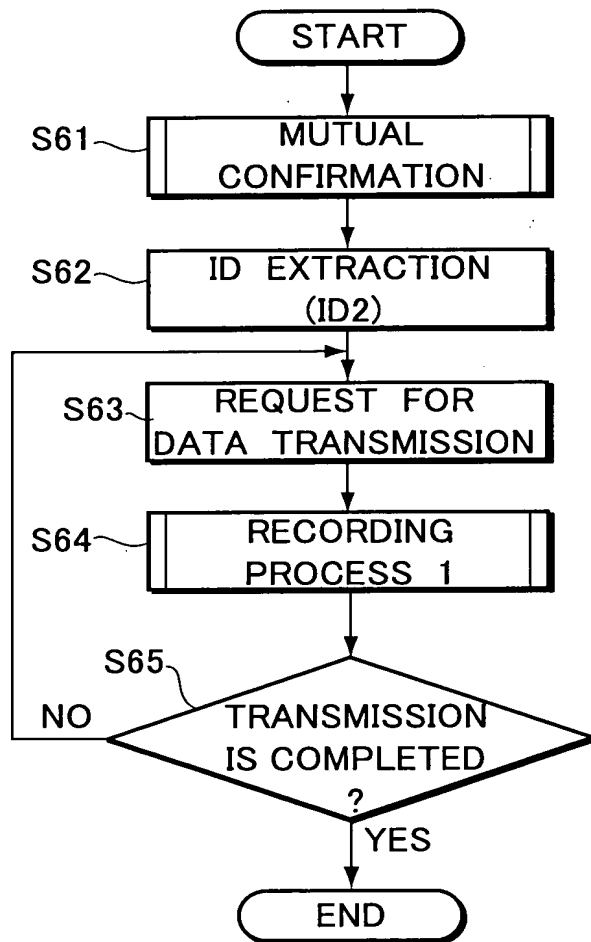 START
S61
MUTUAL
CONFIRMATION
S62
ID EXTRACTION
(ID2)
S63
REQUEST FOR
DATA TRANSMISSION
S64
RECORDING
PROCESS 1
S65
NO
TRANSMISSION
IS COMPLETED
?
YES
END